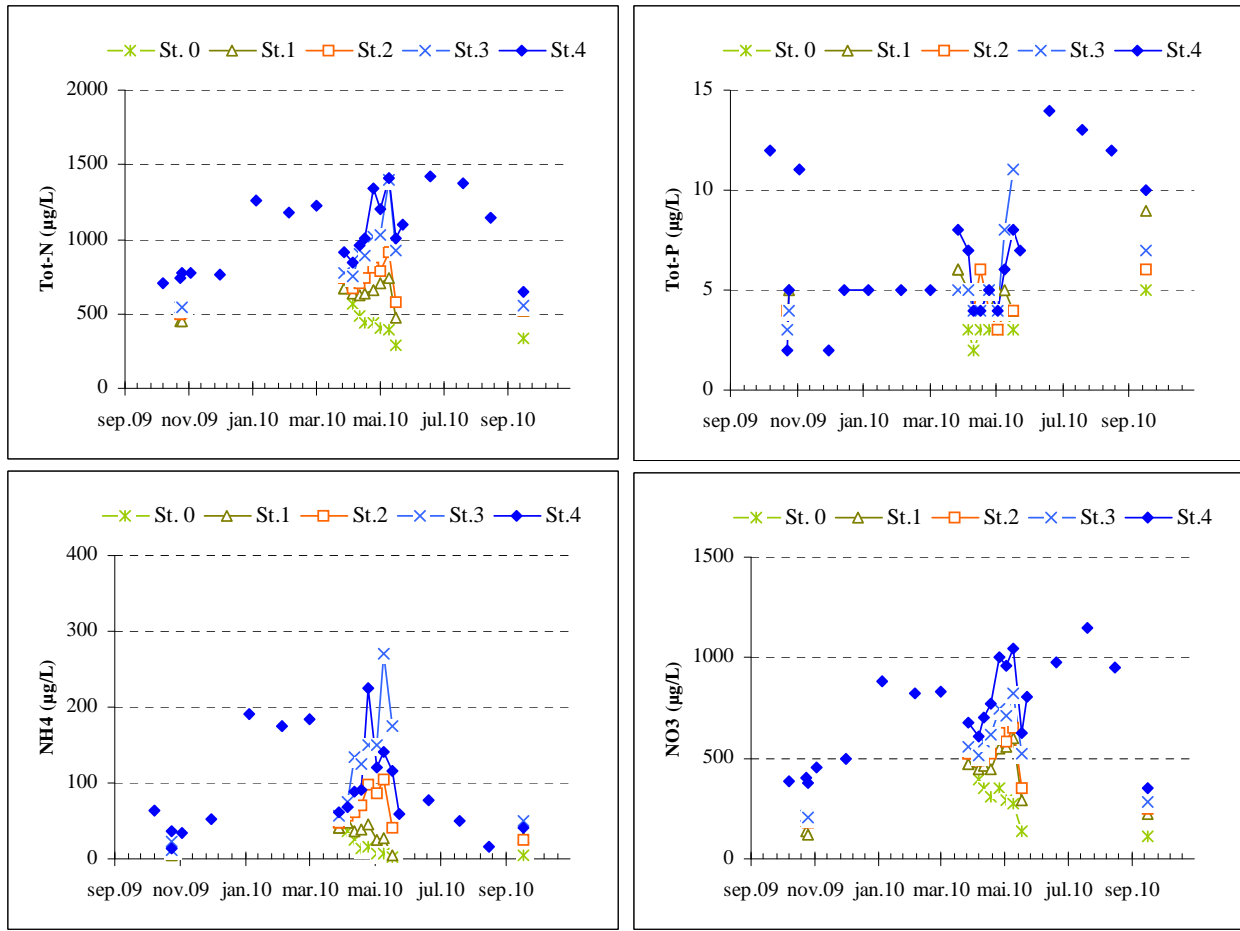 St. 0 St.1 St.2 St.3 St.4
2000
1500
1000
500
0
Tot-N (µg/L)
sep.09 nov.09 jan.10 mar.10 mai.10 jul.10 sep.10
St. 0 St.1 St.2 St.3 St.4
15
10
5
0
Tot-P (µg/L)
sep.09 nov.09 jan.10 mar.10 mai.10 jul.10 sep.10
St. 0 St.1 St.2 St.3 St.4
400
300
200
100
0
NH4 (µg/L)
sep.09 nov.09 jan.10 mar.10 mai.10 jul.10 sep.10
St. 0 St.1 St.2 St.3 St.4
1500
1000
500
0
NO3 (µg/L)
sep.09 nov.09 jan.10 mar.10 mai.10 jul.10 sep.10